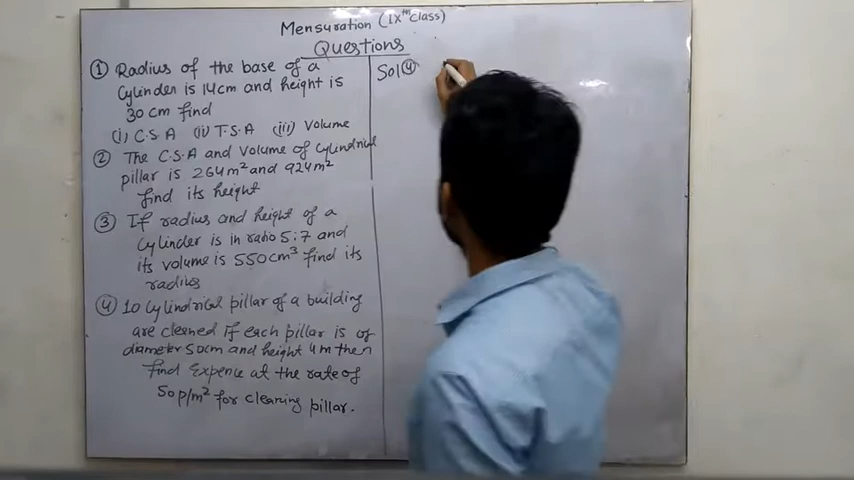 Mensuration (IXth Class)
Questions
① Radius of the base of a
Cylinder is 14cm and height is
30 cm find
(i) C.S.A (ii) T.S.A (iii) Volume
② The C.S.A and Volume of Cylindrical
pillar is 264m² and 924m²
find its height
③ If radius and height of a
Cylinder is in ratio 5:7 and
its volume is 550cm³ find its
radius
④ 10 Cylindrical pillar of a building
are cleaned If each pillar is of
diameter 50cm and height 4m then
find Expence at the rate of
50p/m² for cleaning pillar.
Sol④